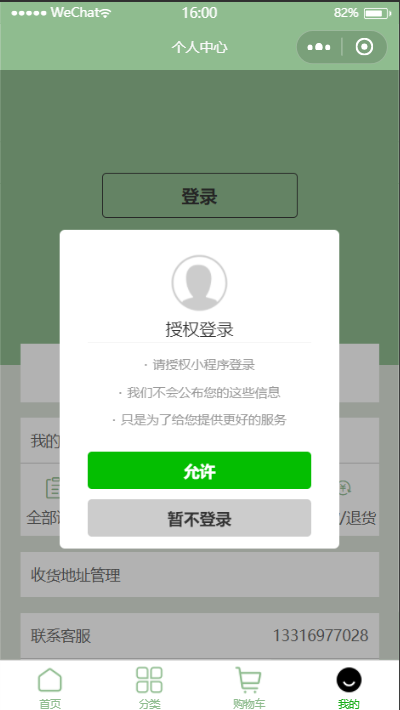 WeChat 16:00 82%
个人中心
登录
授权登录
· 请授权小程序登录
· 我们不会公布您的这些信息
· 只是为了给您提供更好的服务
允许
暂不登录
我的
全部 /退货
收货地址管理
联系客服 13316977028
首页 分类 购物车 我的